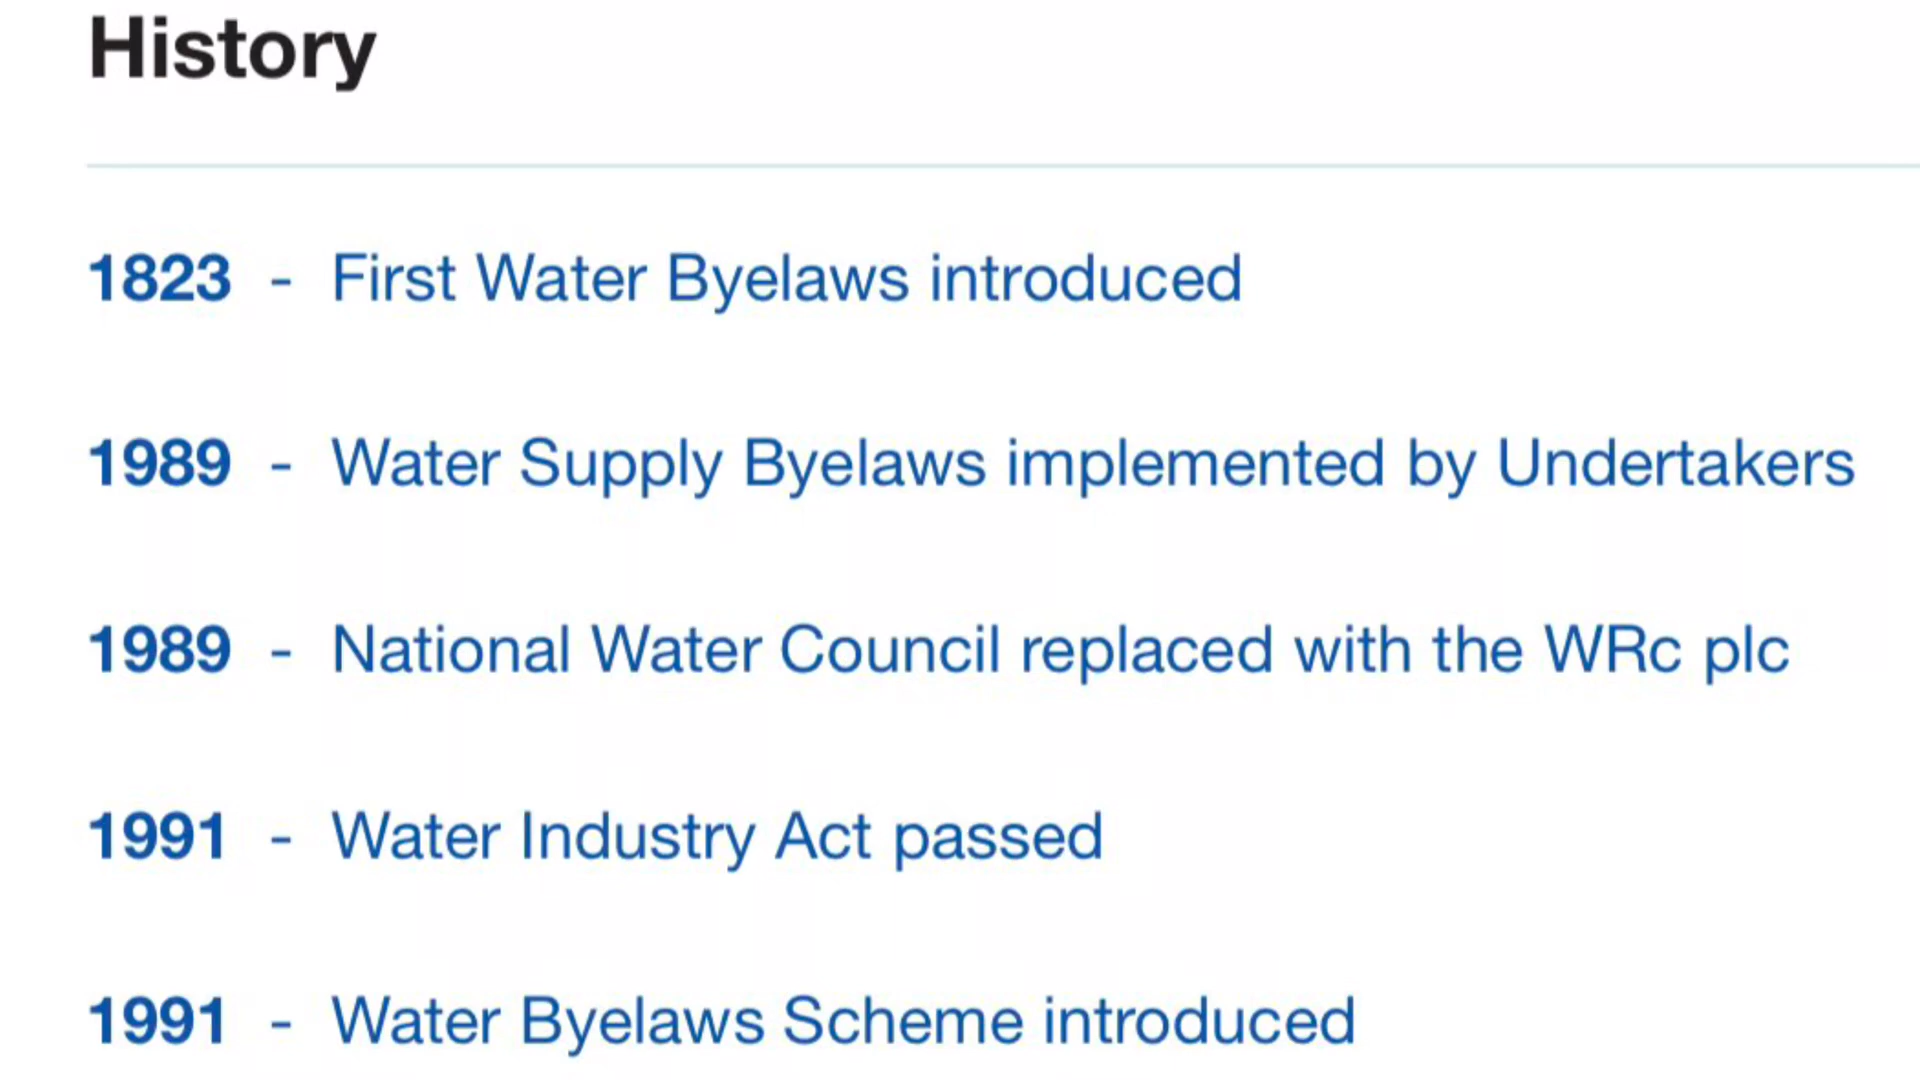 History
1823 - First Water Byelaws introduced
1989 - Water Supply Byelaws implemented by Undertakers
1989 - National Water Council replaced with the WRc plc
1991 - Water Industry Act passed
1991 - Water Byelaws Scheme introduced